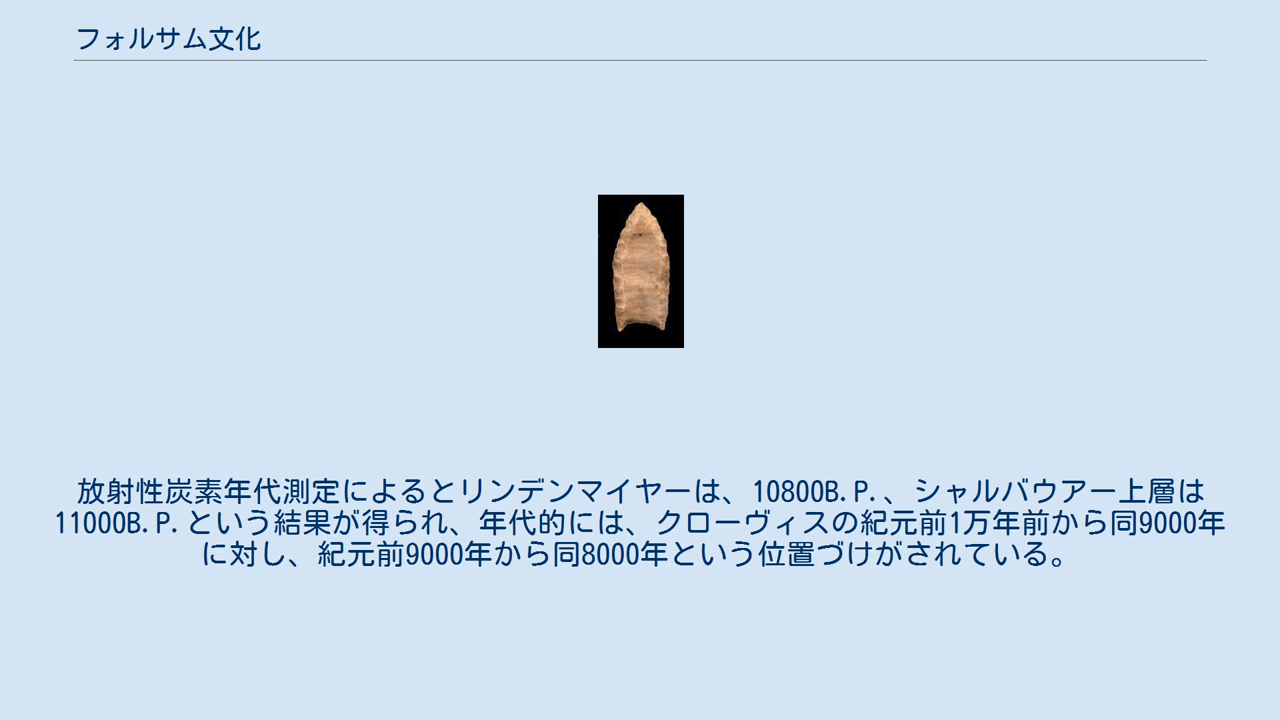 フォルサム文化
放射性炭素年代測定によるとリンデンマイヤーは、10800B.P.、シャルバウアー上層は
11000B.P.という結果が得られ、年代的には、クローヴィスの紀元前1万年前から同9000年
に対し、紀元前9000年から同8000年という位置づけがされている。